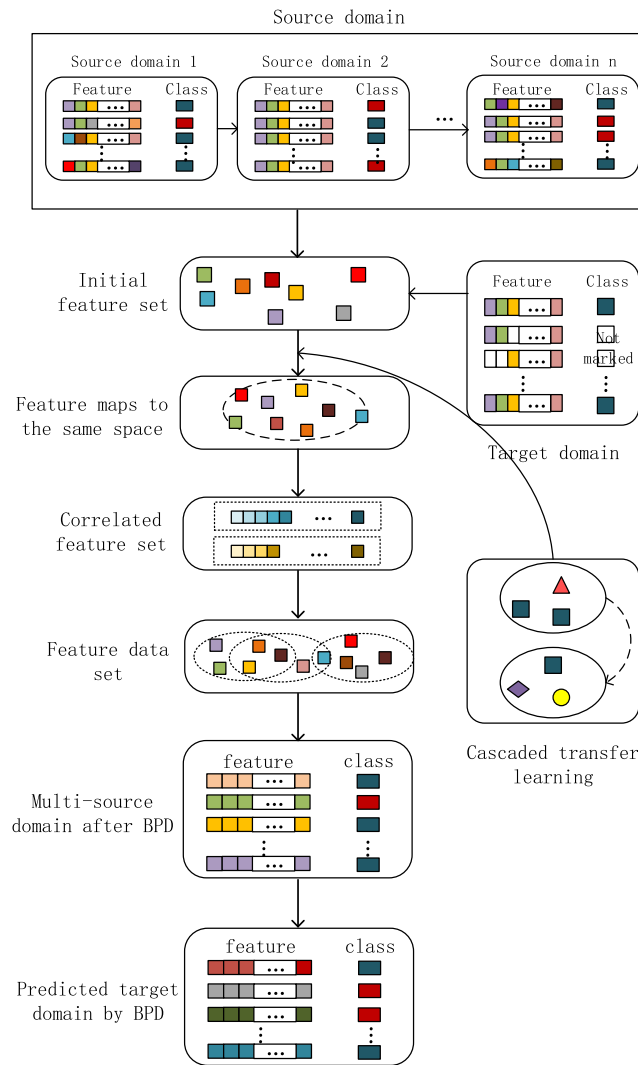 Source domain
Source domain 1
Source domain 2
Source domain n
Feature
Class
Feature
Class
Feature
Class
...
Initial
feature set
Feature
Class
Not
marked
Target domain
Feature maps to
the same space
Correlated
feature set
...
...
Feature data
set
Cascaded transfer
learning
feature
class
Multi-source
domain after BPD
feature
class
Predicted target
domain by BPD